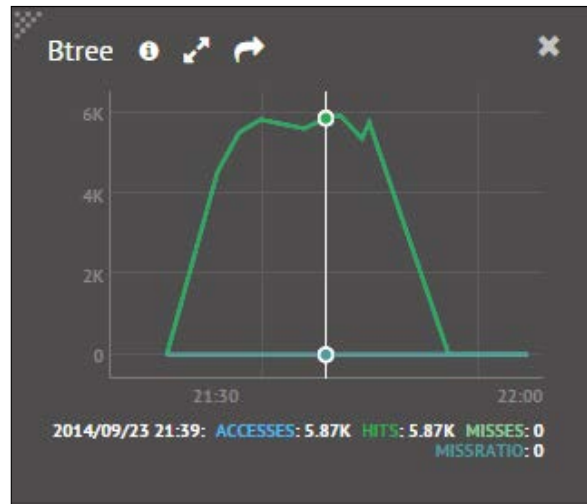 Btree
6K
4K
2K
0
21:30 22:00
2014/09/23 21:39: ACCESSES: 5.87K HITS: 5.87K MISSES: 0
MISSRATIO: 0